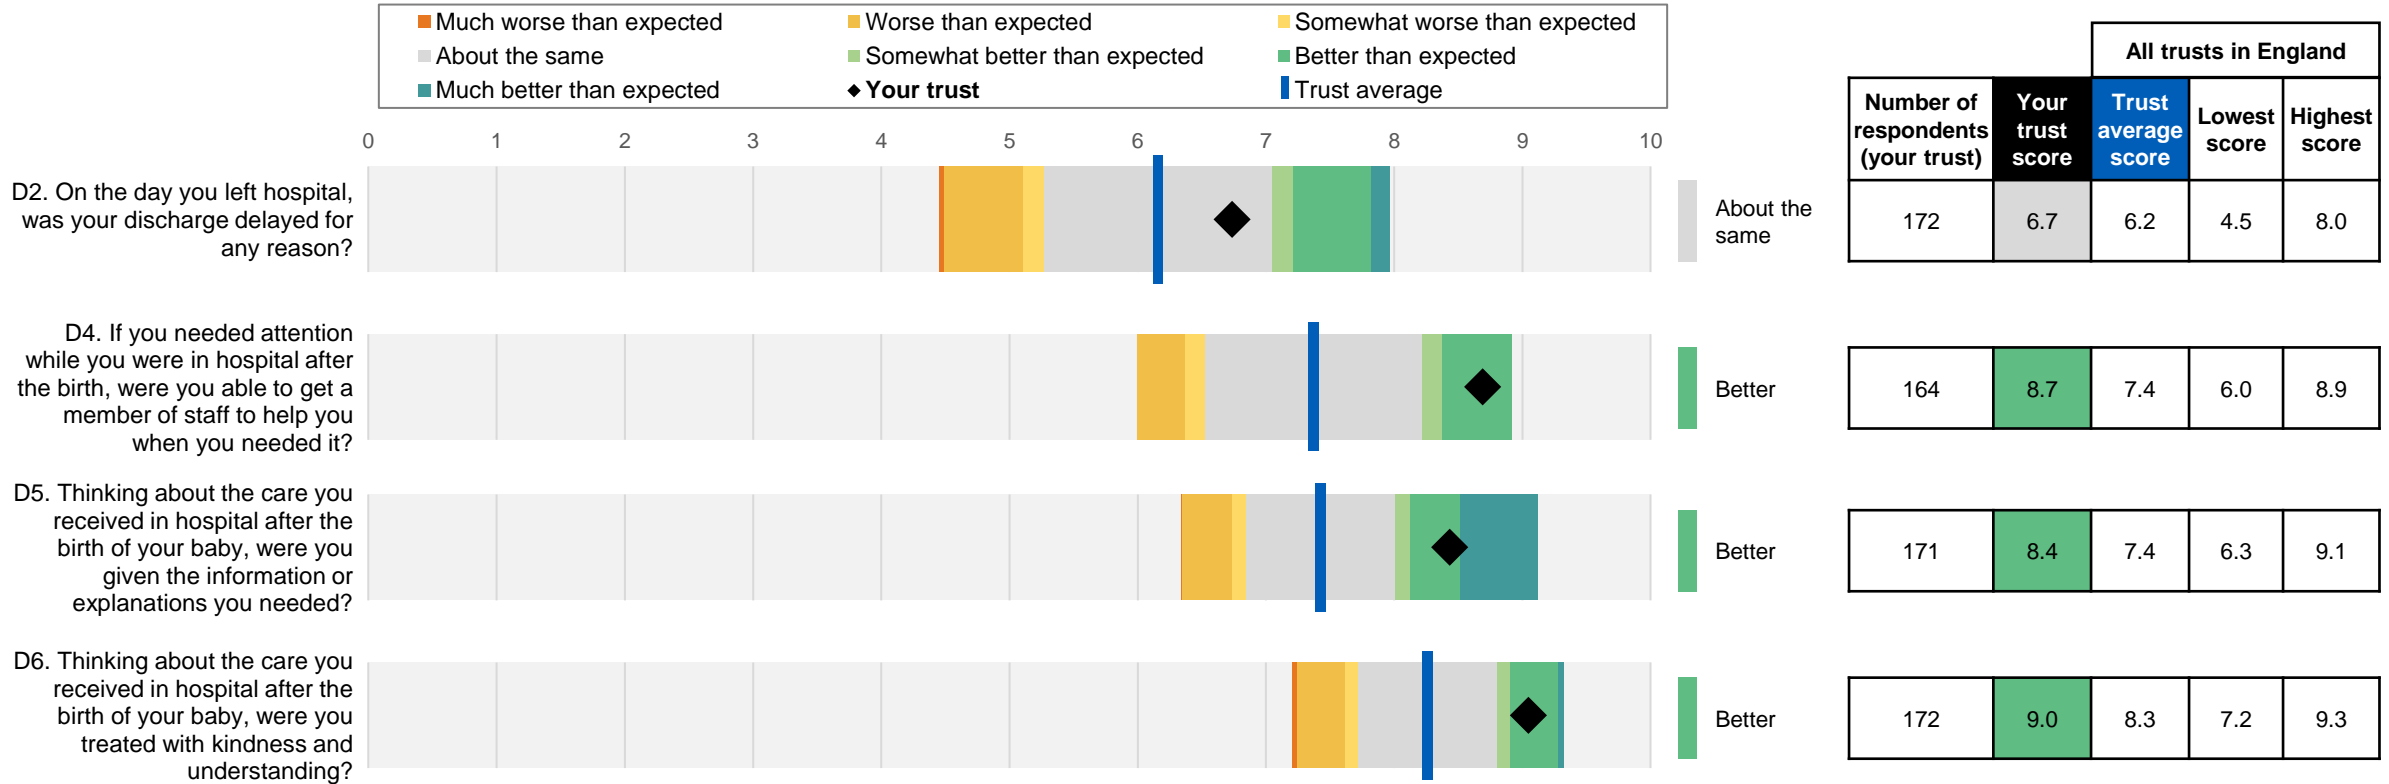 Much worse than expected
Worse than expected
Somewhat worse than expected
About the same
Somewhat better than expected
Better than expected
Much better than expected
Your trust
Trust average
All trusts in England
Number of
respondents
(your trust)
Your
trust
score
Trust
average
score
Lowest
score
Highest
score
0 1 2 3 4 5 6 7 8 9 10
D2. On the day you left hospital,
was your discharge delayed for
any reason?
About the
same
172 6.7 6.2 4.5 8.0
D4. If you needed attention
while you were in hospital after
the birth, were you able to get a
member of staff to help you
when you needed it?
Better
164 8.7 7.4 6.0 8.9
D5. Thinking about the care you
received in hospital after the
birth of your baby, were you
given the information or
explanations you needed?
Better
171 8.4 7.4 6.3 9.1
D6. Thinking about the care you
received in hospital after the
birth of your baby, were you
treated with kindness and
understanding?
Better
172 9.0 8.3 7.2 9.3